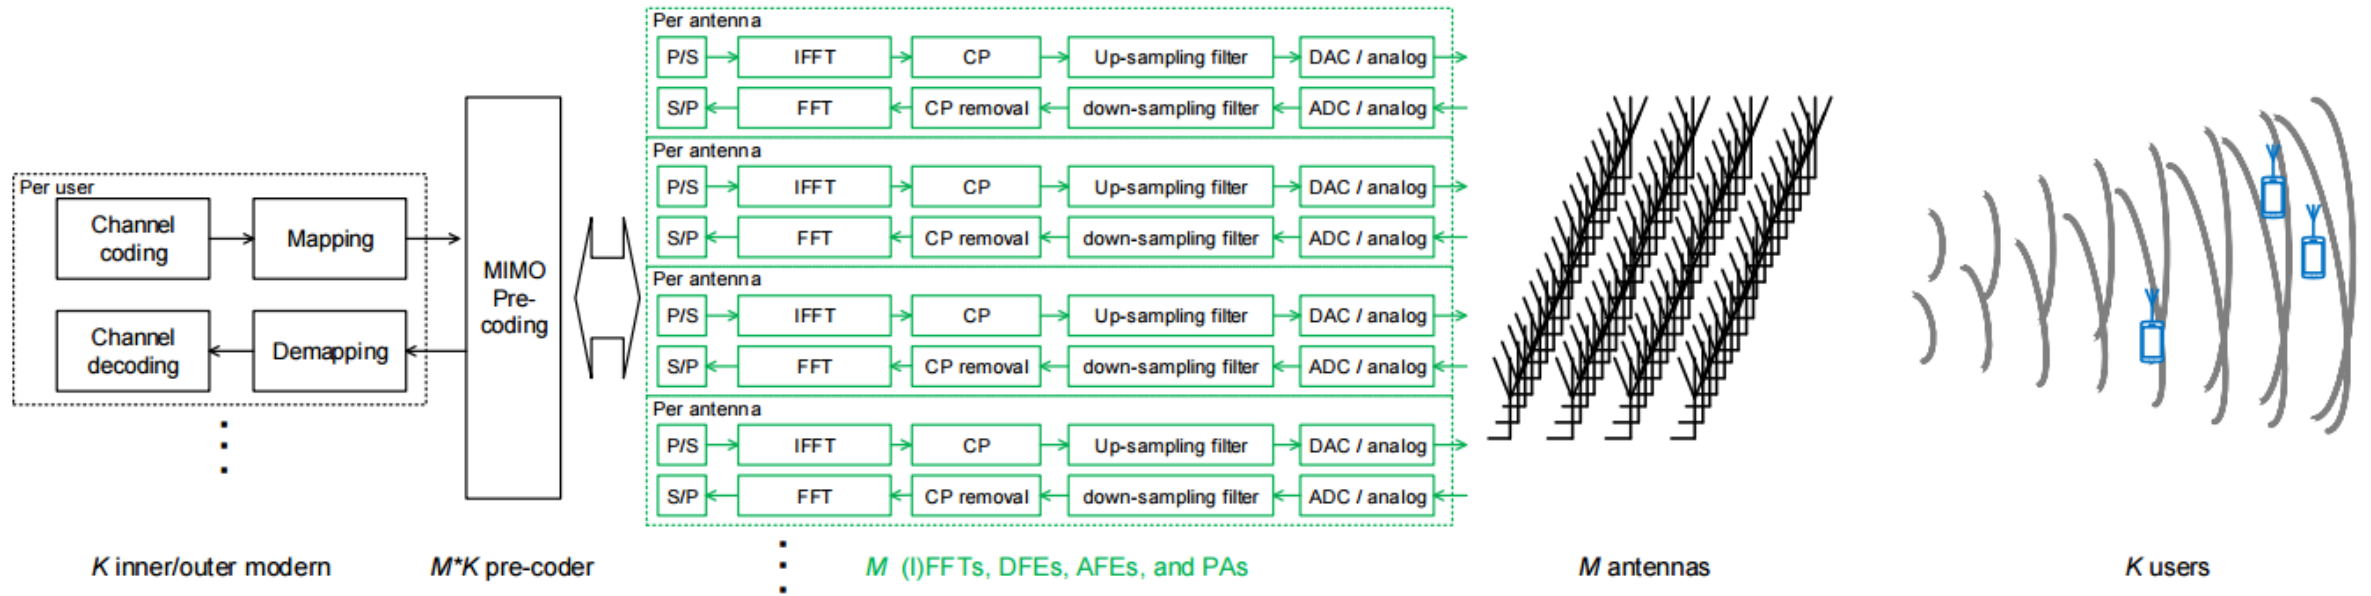 Per user
Channel
coding
Mapping
Channel
decoding
Demapping
MIMO
Pre-
coding
Per antenna
P/S
IFFT
CP
Up-sampling filter
DAC / analog
S/P
FFT
CP removal
down-sampling filter
ADC / analog
Per antenna
P/S
IFFT
CP
Up-sampling filter
DAC / analog
S/P
FFT
CP removal
down-sampling filter
ADC / analog
Per antenna
P/S
IFFT
CP
Up-sampling filter
DAC / analog
S/P
FFT
CP removal
down-sampling filter
ADC / analog
Per antenna
P/S
IFFT
CP
Up-sampling filter
DAC / analog
S/P
FFT
CP removal
down-sampling filter
ADC / analog
K inner/outer modern
M*K pre-coder
M (I)FFTs, DFEs, AFEs, and PAs
M antennas
K users